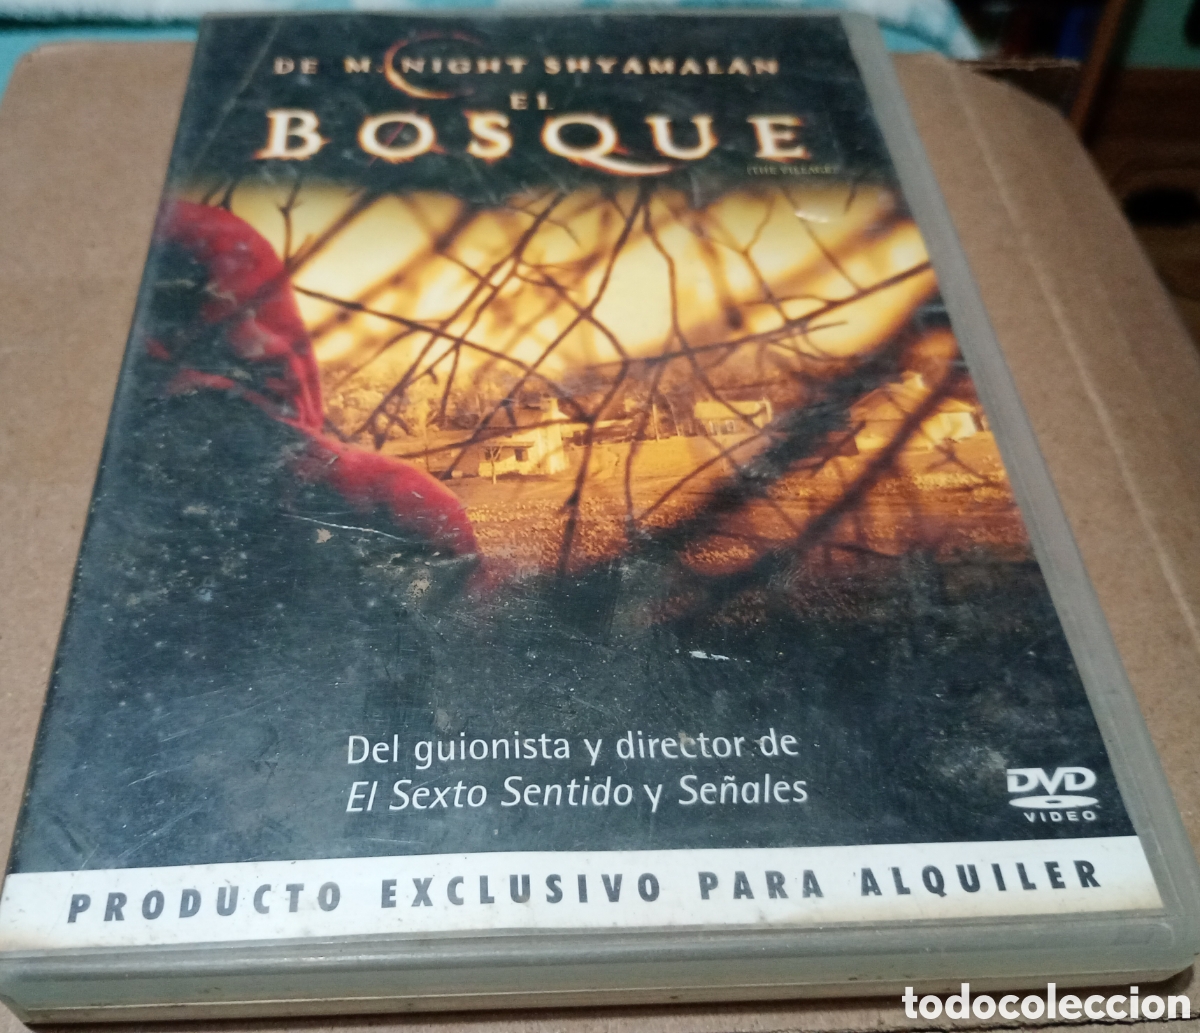 DE M. NIGHT SHYAMALAN
EL
BOSQUE
(THE VILLAGE)
Del guionista y director de
El Sexto Sentido y Señales
DVD
VIDEO
PRODUCTO EXCLUSIVO PARA ALQUILER
todocoleccion